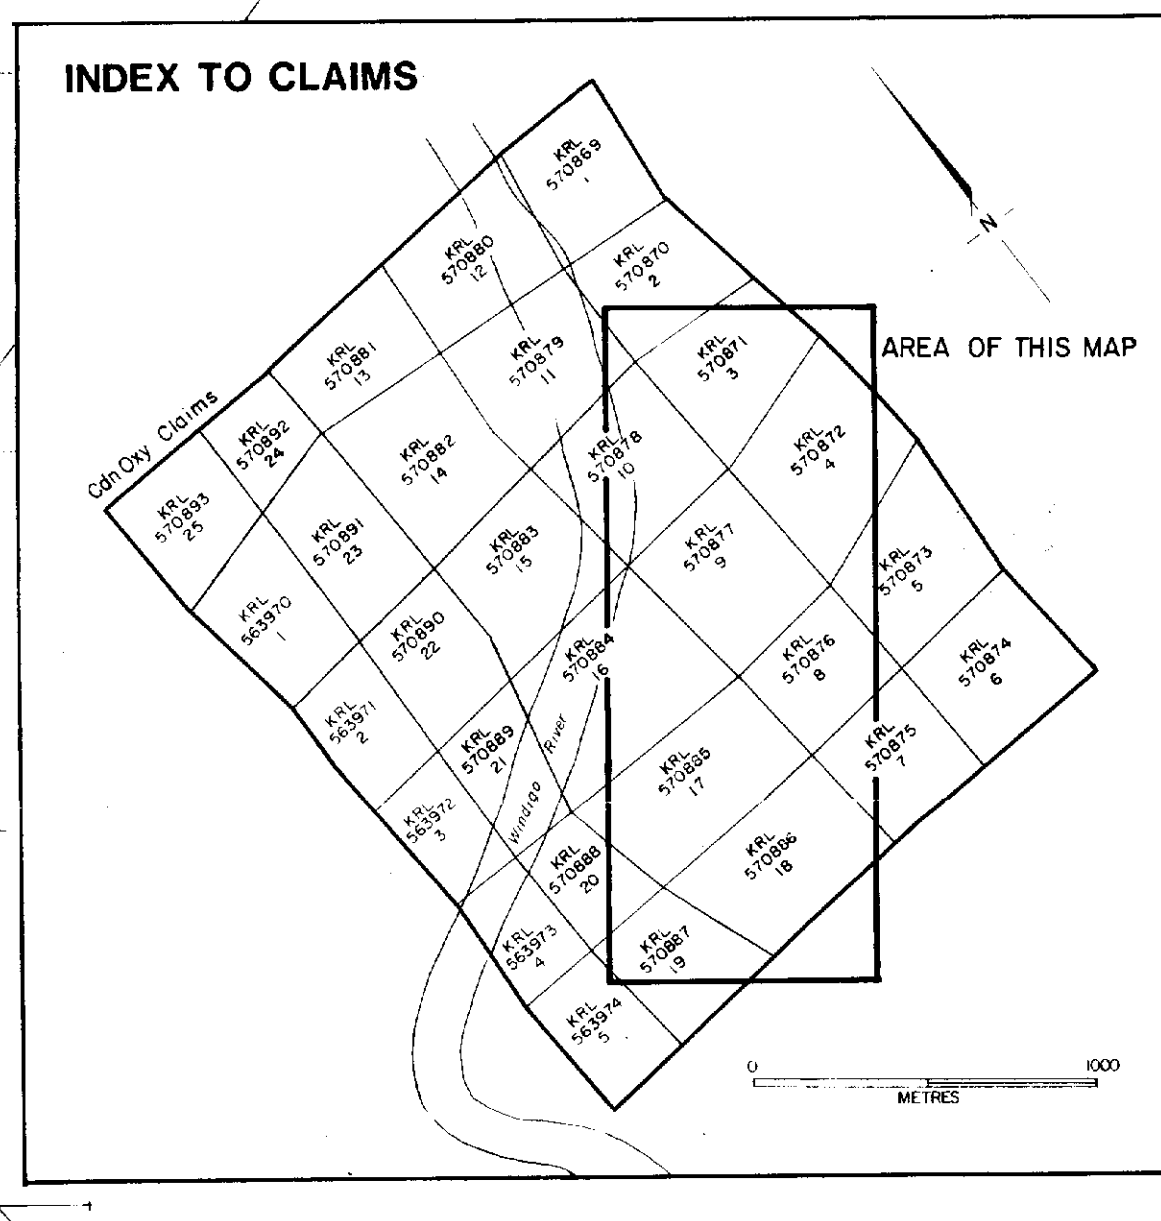 INDEX TO CLAIMS
KRL
570869
1
N
KRL
570880
12
KRL
570870
2
KRL
570881
13
KRL
570879
11
KRL
570871
3
AREA OF THIS MAP
Cdn Oxy Claims
KRL
570892
24
KRL
570882
14
KRL
570878
10
KRL
570872
4
KRL
570893
25
KRL
570891
23
KRL
570883
15
KRL
570877
9
KRL
570873
5
KRL
563970
1
KRL
570890
22
KRL
570884
16
KRL
570876
8
KRL
570874
6
KRL
563971
2
KRL
570889
21
Windigo River
KRL
570885
17
KRL
570875
7
KRL
563972
3
KRL
570888
20
KRL
570886
18
KRL
563973
4
KRL
570887
19
KRL
563974
5
0 1000
METRES